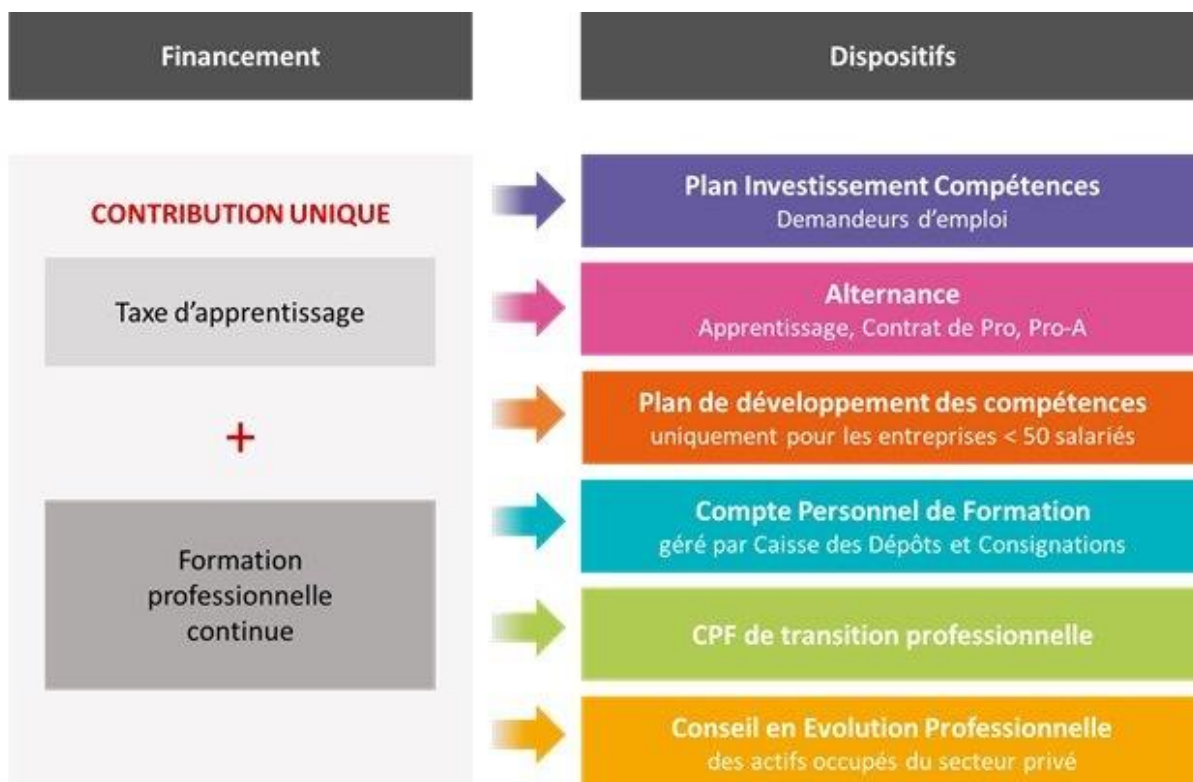 Financement
CONTRIBUTION UNIQUE
Taxe d'apprentissage
+
Formation
professionnelle
continue
Dispositifs
Plan Investissement Compétences
Demandeurs d'emploi
Alternance
Apprentissage, Contrat de Pro, Pro-A
Plan de développement des compétences
uniquement pour les entreprises < 50 salariés
Compte Personnel de Formation
géré par Caisse des Dépôts et Consignations
CPF de transition professionnelle
Conseil en Evolution Professionnelle
des actifs occupés du secteur privé